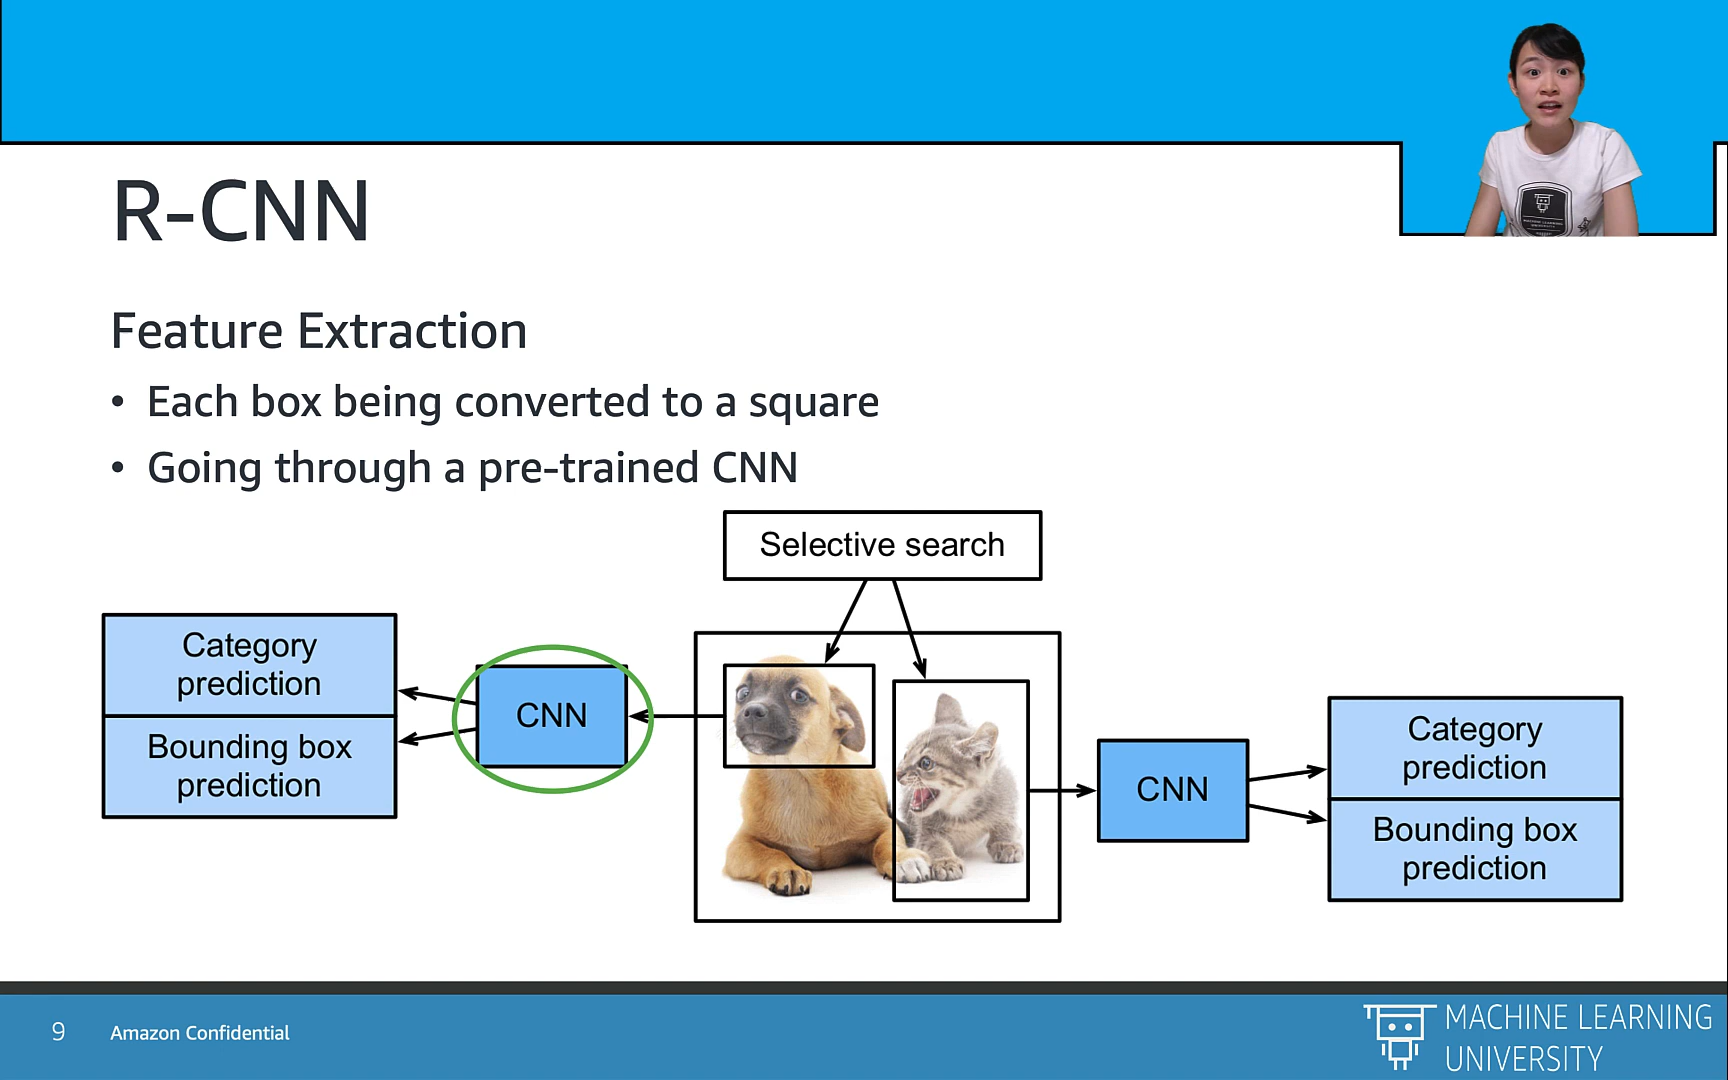 R-CNN
Feature Extraction
• Each box being converted to a square
• Going through a pre-trained CNN
Selective search
Category
prediction
Bounding box
prediction
CNN
CNN
Category
prediction
Bounding box
prediction
9
Amazon Confidential
MACHINE LEARNING
UNIVERSITY